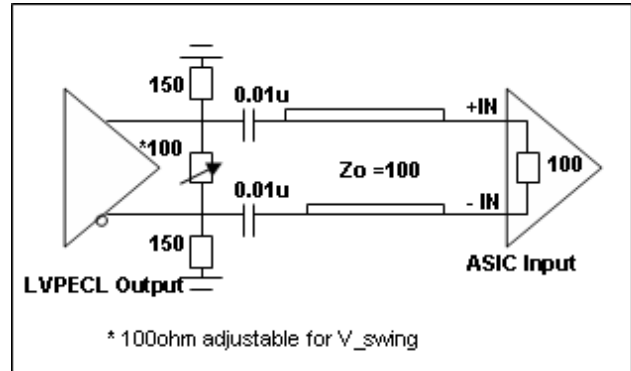 150
0.01u
+IN
*100
100
Zo =100
0.01u
- IN
150
ASIC Input
LVPECL Output
* 100ohm adjustable for V_swing